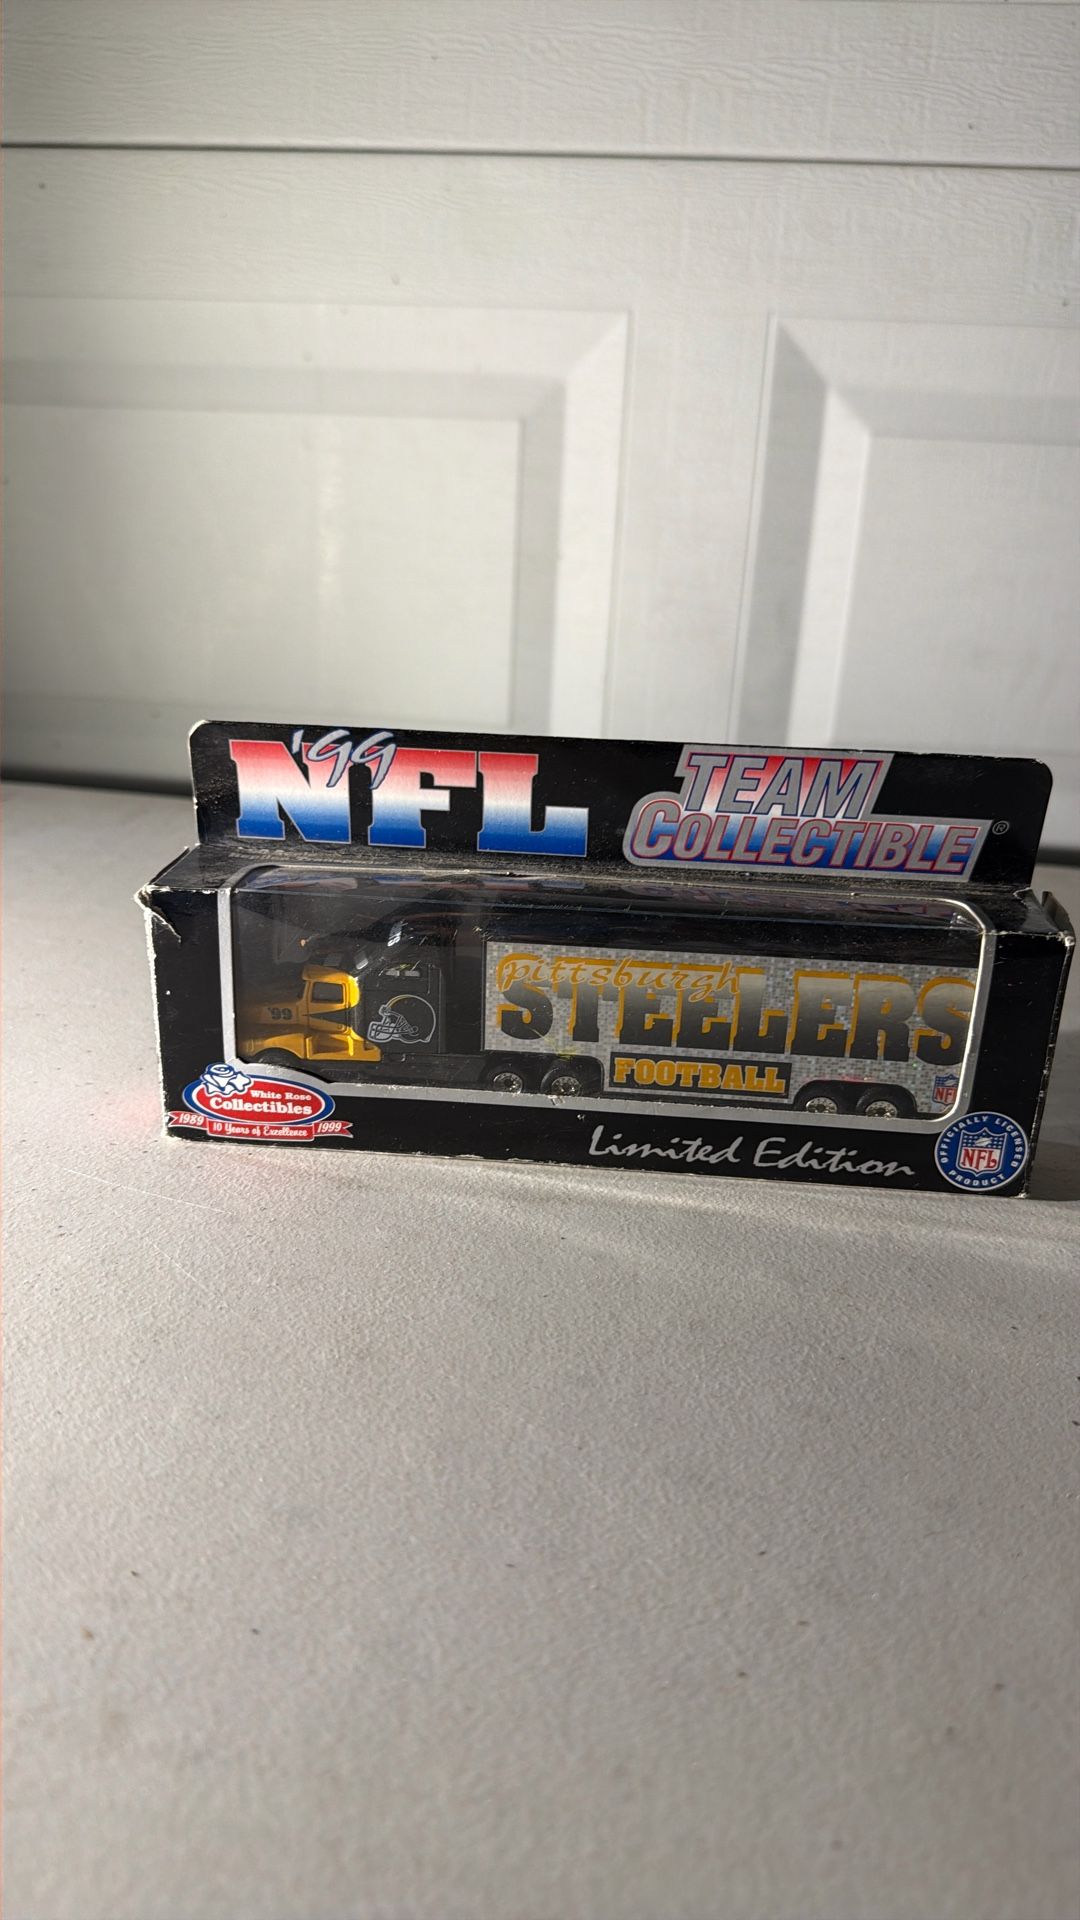 '99
NFL
TEAM
COLLECTIBLE®
pittsburgh
STEELERS
'99
FOOTBALL
NF
White Rose
Collectibles
1989 10 Years of Excellence 1999
Limited Edition
OFFICIALLY LICENSED
NFL
PRODUCT